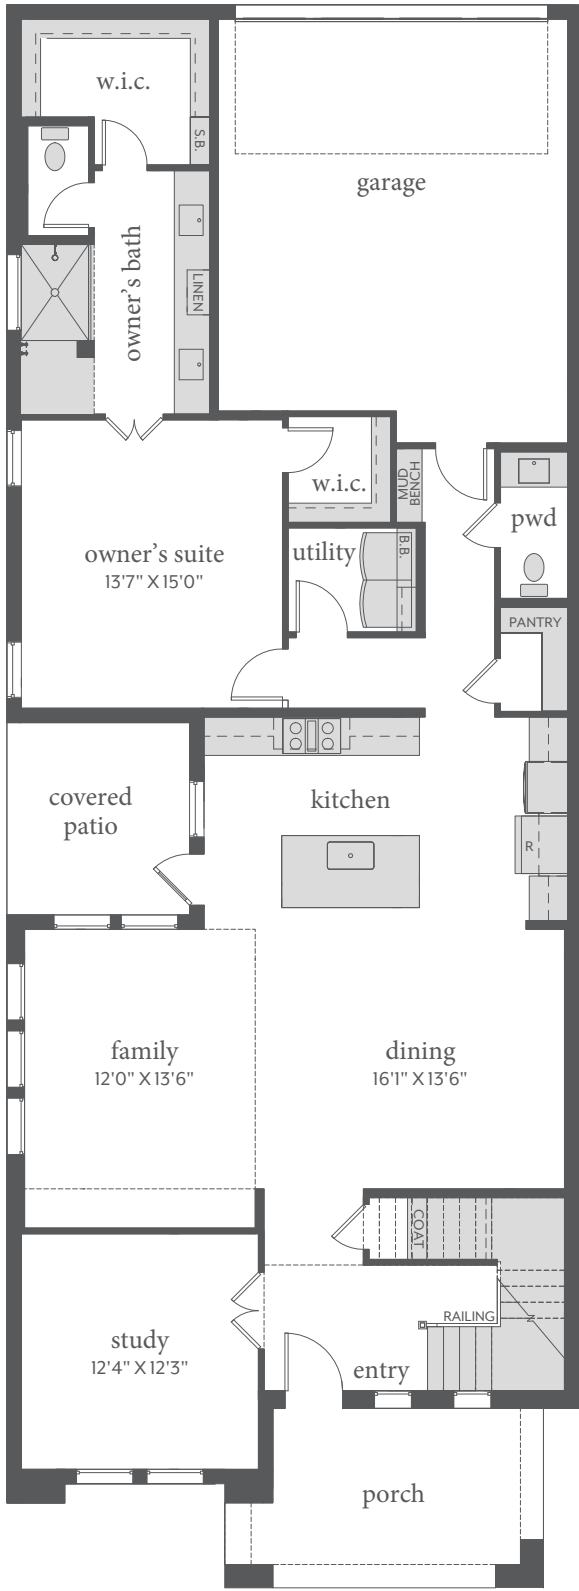 w.i.c.
S.B.
garage
owner's bath
LINEN
w.i.c.
MUD
BENCH
pwd
owner's suite
13'7" X 15'0"
utility
B.B.
PANTRY
covered
patio
kitchen
R
family
12'0" X 13'6"
dining
16'1" X 13'6"
COAT
RAILING
study
12'4" X 12'3"
entry
porch